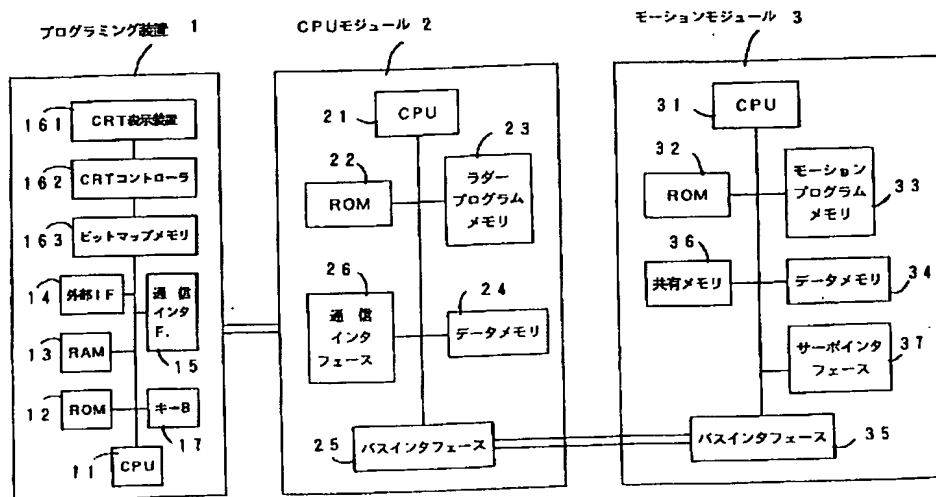 プログラミング装置 1
161
CRT表示装置
162
CRTコントローラ
163
ビットマップメモリ
14
外部IF
通信
インタ
F.
15
13
RAM
12
ROM
キーB
17
11
CPU
CPUモジュール 2
21
CPU
22
ROM
23
ラダー
プログラム
メモリ
26
通信
インタ
フェース
24
データメモリ
25
バスインタフェース
モーションモジュール 3
31
CPU
32
ROM
モーション
プログラム
メモリ
33
36
共有メモリ
データメモリ
34
サーボインタ
フェース
37
バスインタフェース
35